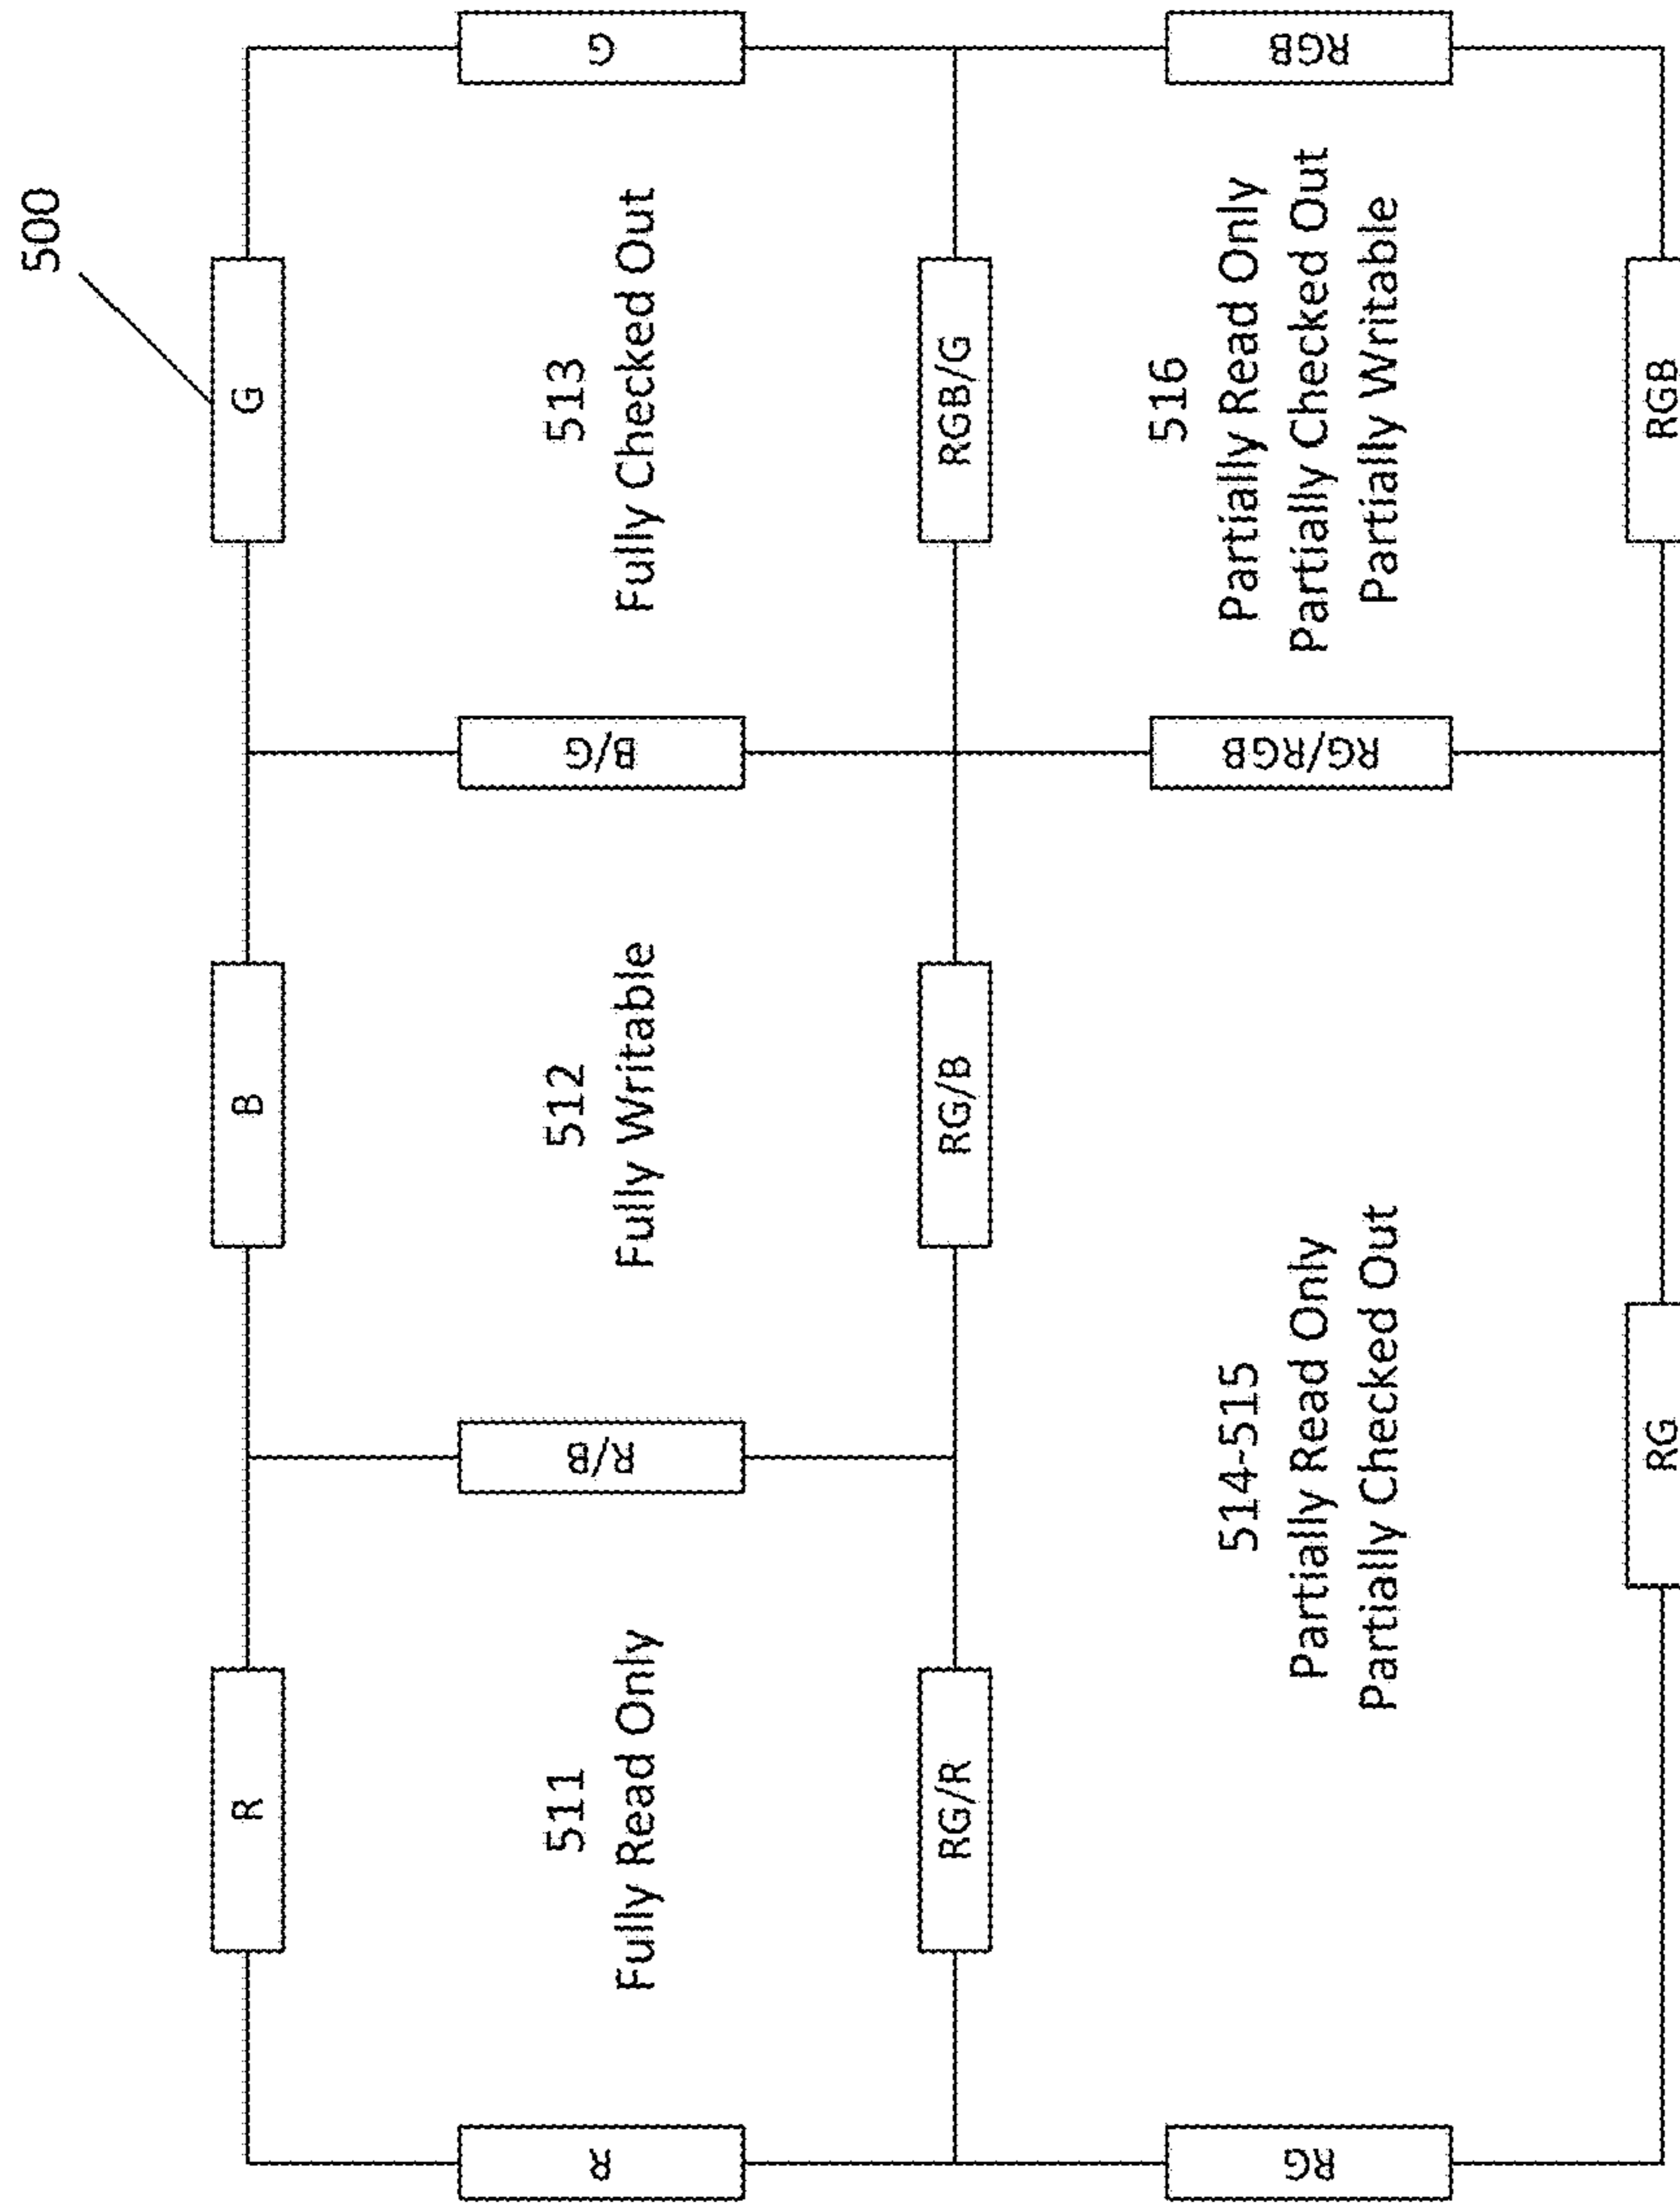 500
R
B
G
R
511
Fully Read Only
R/B
512
Fully Writable
B/G
513
Fully Checked Out
G
RG/R
RG/B
RGB/G
RG
514-515
Partially Read Only
Partially Checked Out
RG/RGB
516
Partially Read Only
Partially Checked Out
Partially Writable
RGB
RG
RGB